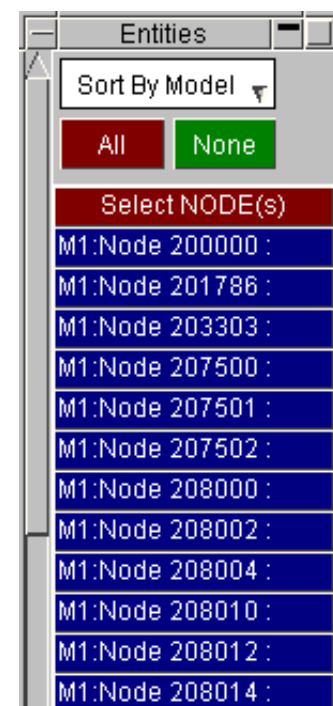 Entities
Sort By Model
All None
Select NODE(s)
M1:Node 200000 :
M1:Node 201786 :
M1:Node 203303 :
M1:Node 207500 :
M1:Node 207501 :
M1:Node 207502 :
M1:Node 208000 :
M1:Node 208002 :
M1:Node 208004 :
M1:Node 208010 :
M1:Node 208012 :
M1:Node 208014 :